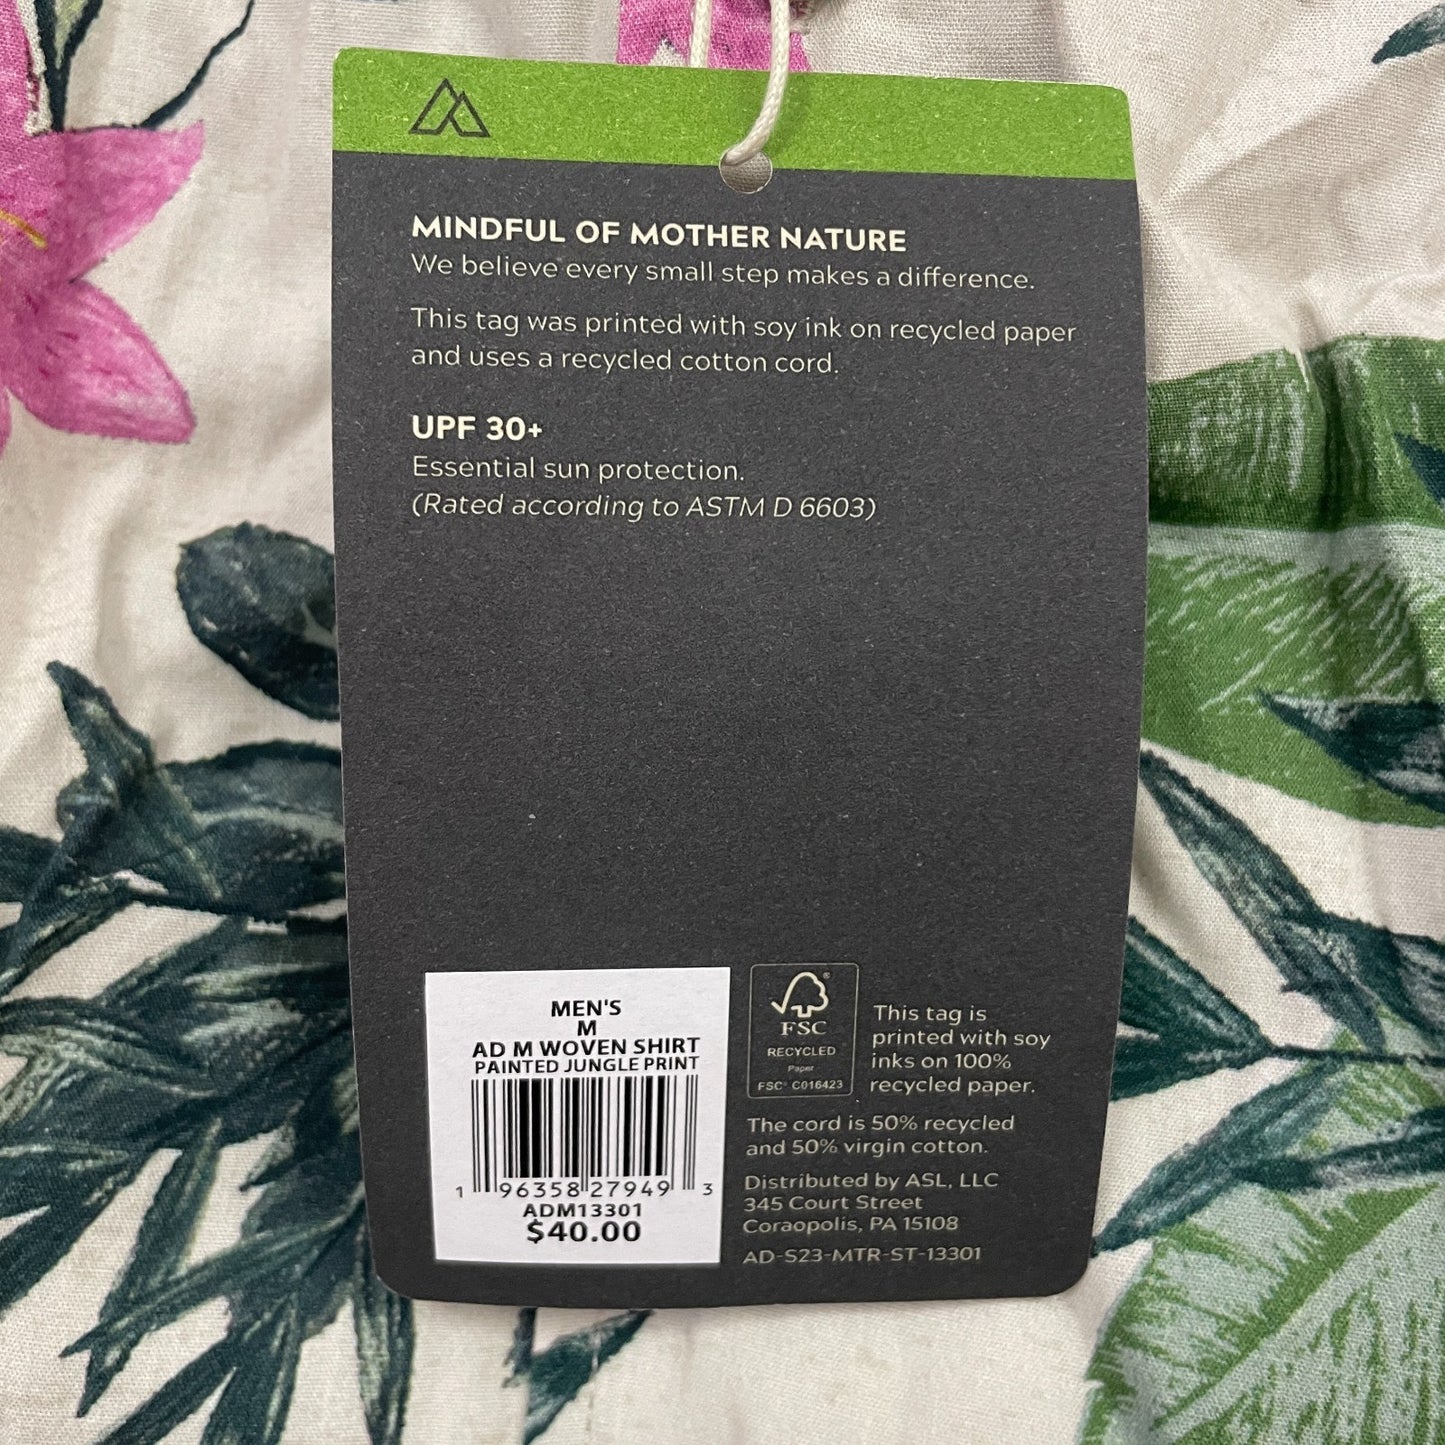 MINDFUL OF MOTHER NATURE
We believe every small step makes a difference.
This tag was printed with soy ink on recycled paper
and uses a recycled cotton cord.
UPF 30+
Essential sun protection.
(Rated according to ASTM D 6603)
MEN'S
M
AD M WOVEN SHIRT
PAINTED JUNGLE PRINT
1 96358 27949 3
ADM13301
$40.00
®
FSC
RECYCLED
Paper
FSC® C016423
This tag is
printed with soy
inks on 100%
recycled paper.
The cord is 50% recycled
and 50% virgin cotton.
Distributed by ASL, LLC
345 Court Street
Coraopolis, PA 15108
AD-S23-MTR-ST-13301